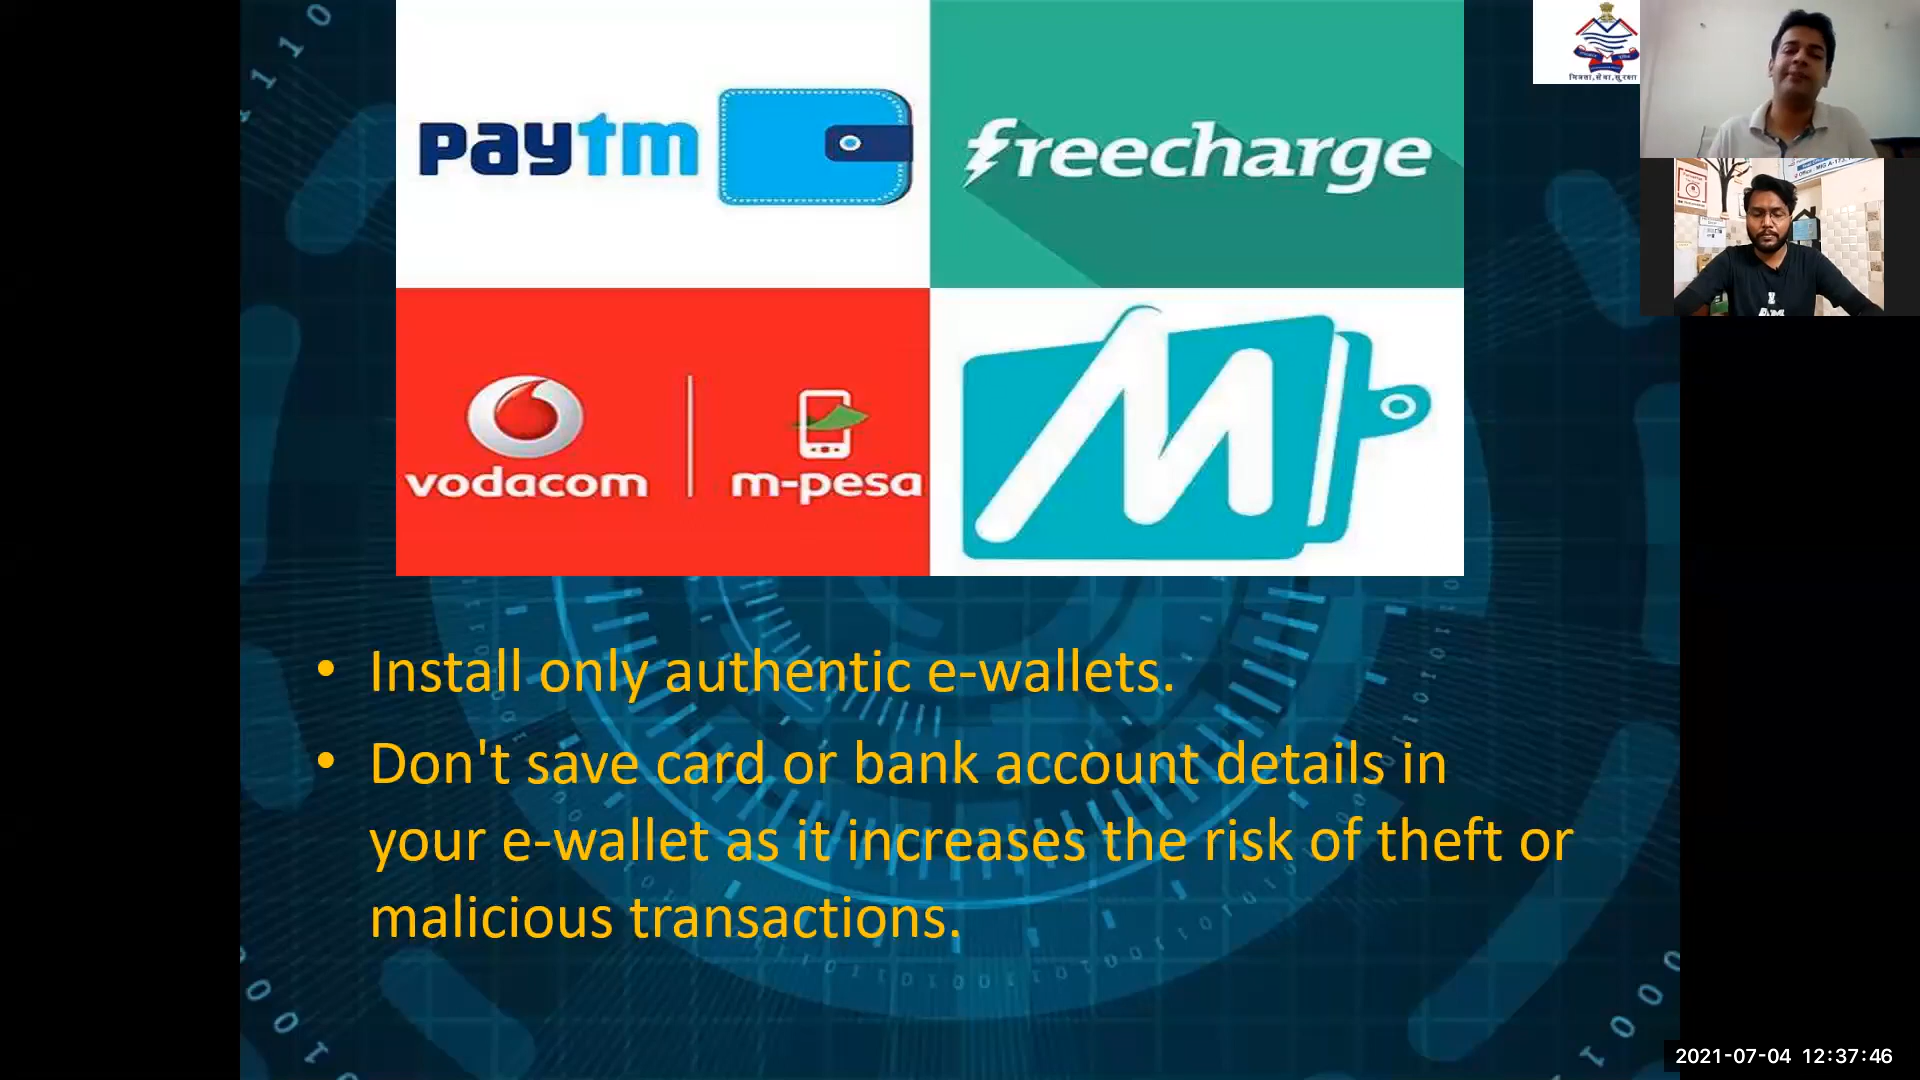 paytm
freecharge
vodacom
m-pesa
• Install only authentic e-wallets.
• Don't save card or bank account details in
your e-wallet as it increases the risk of theft or
malicious transactions.
2021-07-04 12:37:46